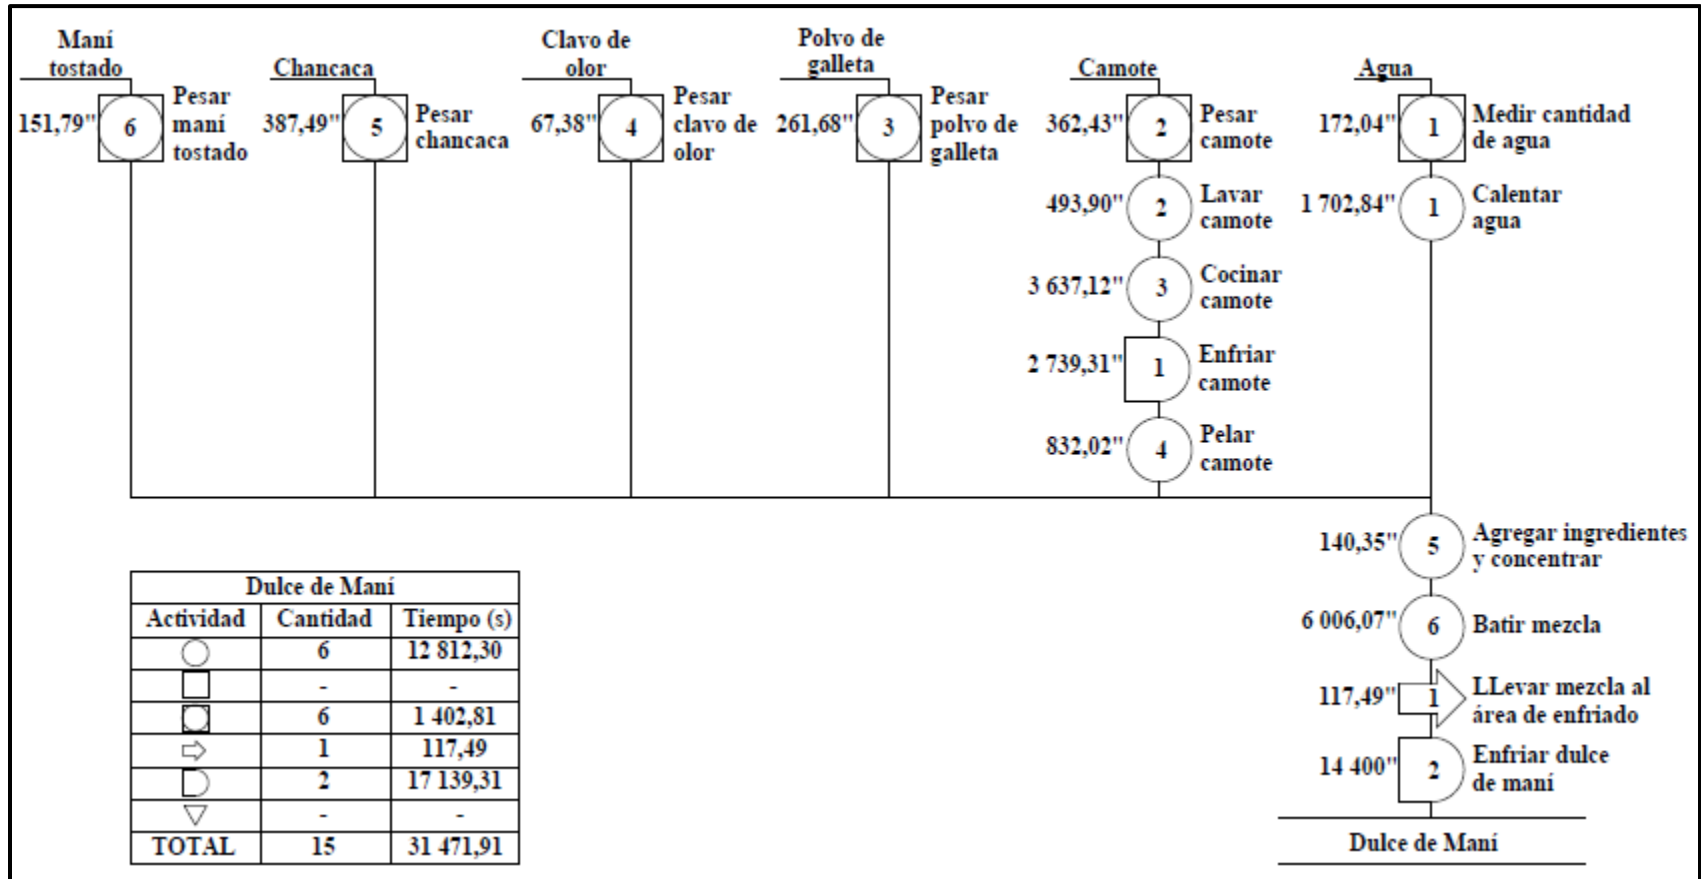 Maní
tostado
151,79"
6
Pesar
maní
tostado
Chancaca
387,49"
5
Pesar
chancaca
Clavo de
olor
67,38"
4
Pesar
clavo de
olor
Polvo de
galleta
261,68"
3
Pesar
polvo de
galleta
Camote
362,43"
2
Pesar
camote
493,90"
2
Lavar
camote
3 637,12"
3
Cocinar
camote
2 739,31"
1
Enfriar
camote
832,02"
4
Pelar
camote
Agua
172,04"
1
Medir cantidad
de agua
1 702,84"
1
Calentar
agua
140,35"
5
Agregar ingredientes
y concentrar
6 006,07"
6
Batir mezcla
117,49"
1
LLevar mezcla al
área de enfriado
14 400"
2
Enfriar dulce
de maní
Dulce de Maní
Dulce de Maní
Actividad Cantidad Tiempo (s)
6 12 812,30
- -
6 1 402,81
1 117,49
2 17 139,31
- -
TOTAL 15 31 471,91